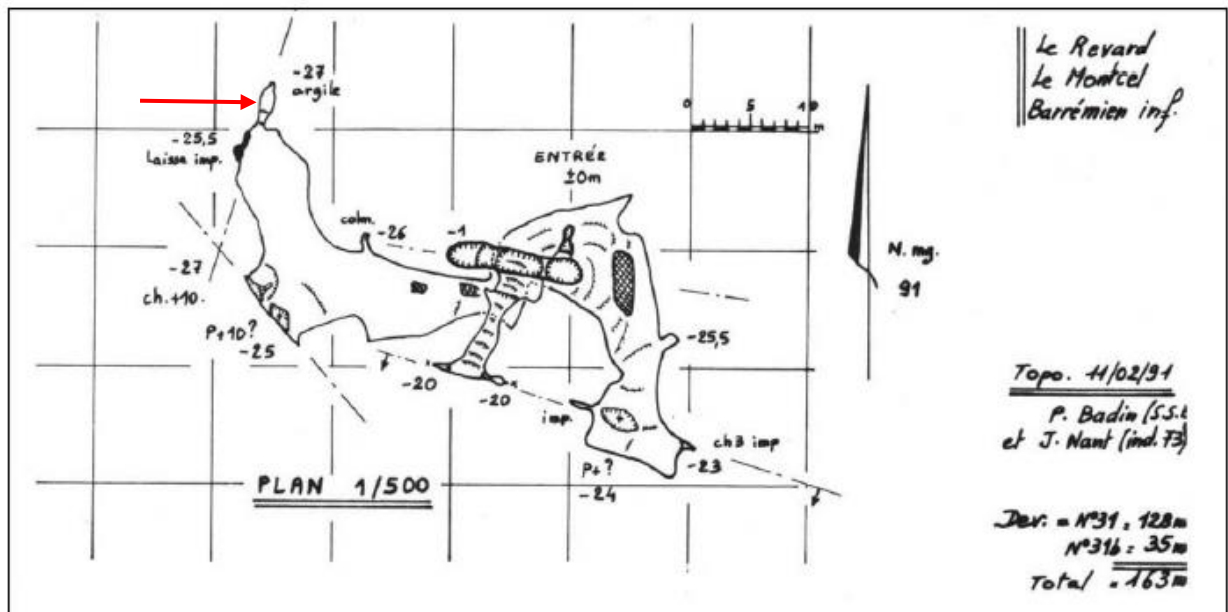 Le Revard
Le Montcel
Barrémien inf.
-27
argile
-25,5
Laisse imp.
0 5 10
m
ENTRÉE
±0m
colm.
-26
-1
N. mg.
91
-27
ch.+10.
P+10?
-25
-25,5
-20
-20
imp.
ch3 imp
-23
P+?
-24
PLAN 1/500
Topo. 11/02/91
P. Badin (S.S.
et J. Nant (ind. 73)
Dev. = N°31 : 128m
N°31b : 35m
Total = 163m